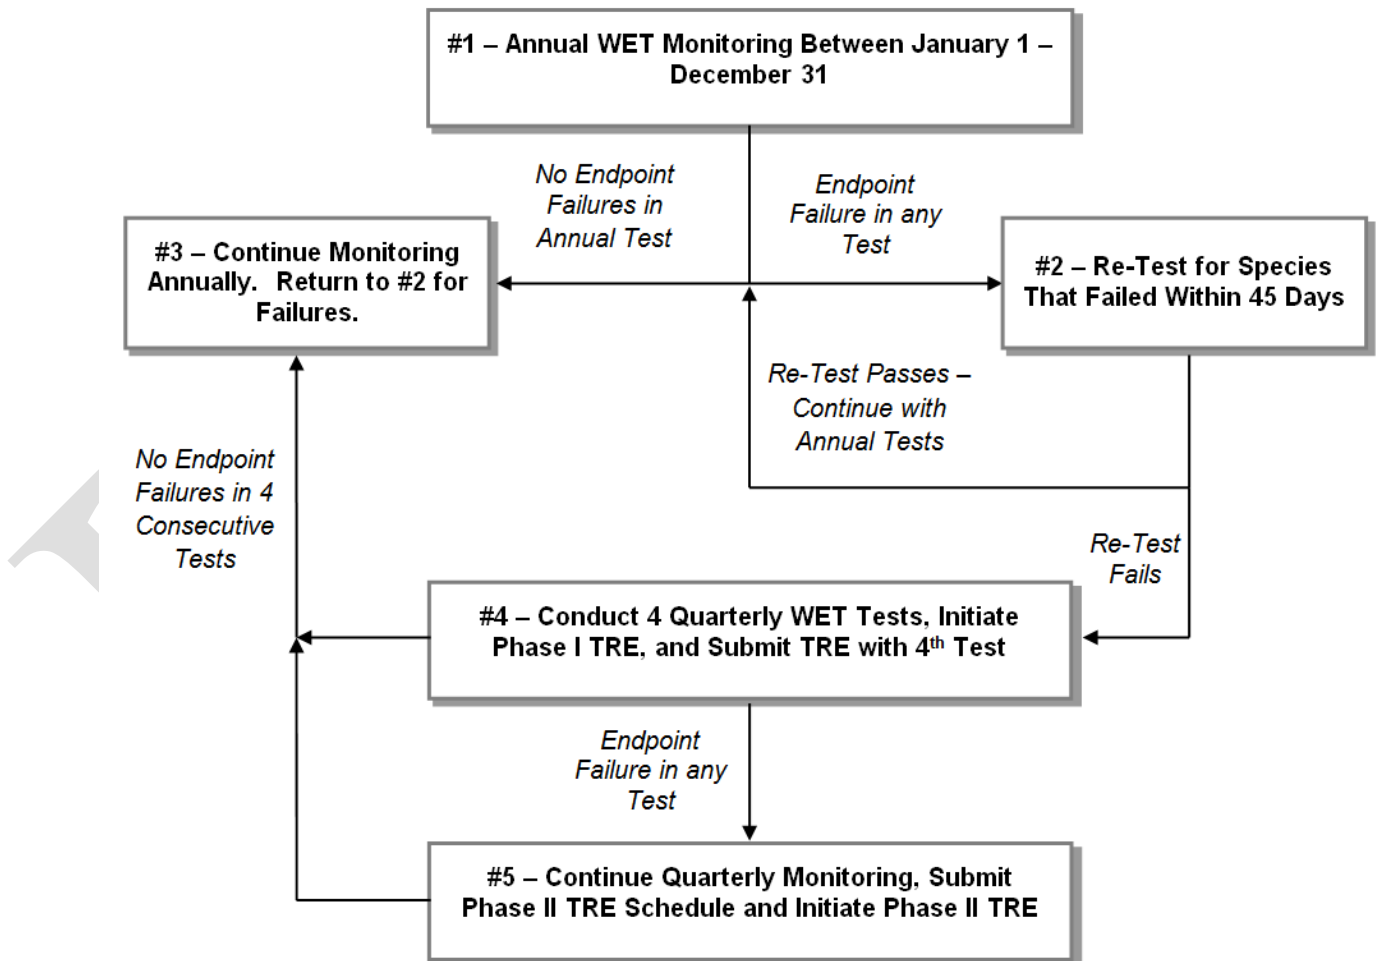 #1 – Annual WET Monitoring Between January 1 –
December 31
No Endpoint
Failures in
Annual Test
Endpoint
Failure in any
Test
#3 – Continue Monitoring
Annually.  Return to #2 for
Failures.
#2 – Re-Test for Species
That Failed Within 45 Days
Re-Test Passes –
Continue with
Annual Tests
No Endpoint
Failures in 4
Consecutive
Tests
Re-Test
Fails
#4 – Conduct 4 Quarterly WET Tests, Initiate
Phase I TRE, and Submit TRE with 4th Test
Endpoint
Failure in any
Test
#5 – Continue Quarterly Monitoring, Submit
Phase II TRE Schedule and Initiate Phase II TRE